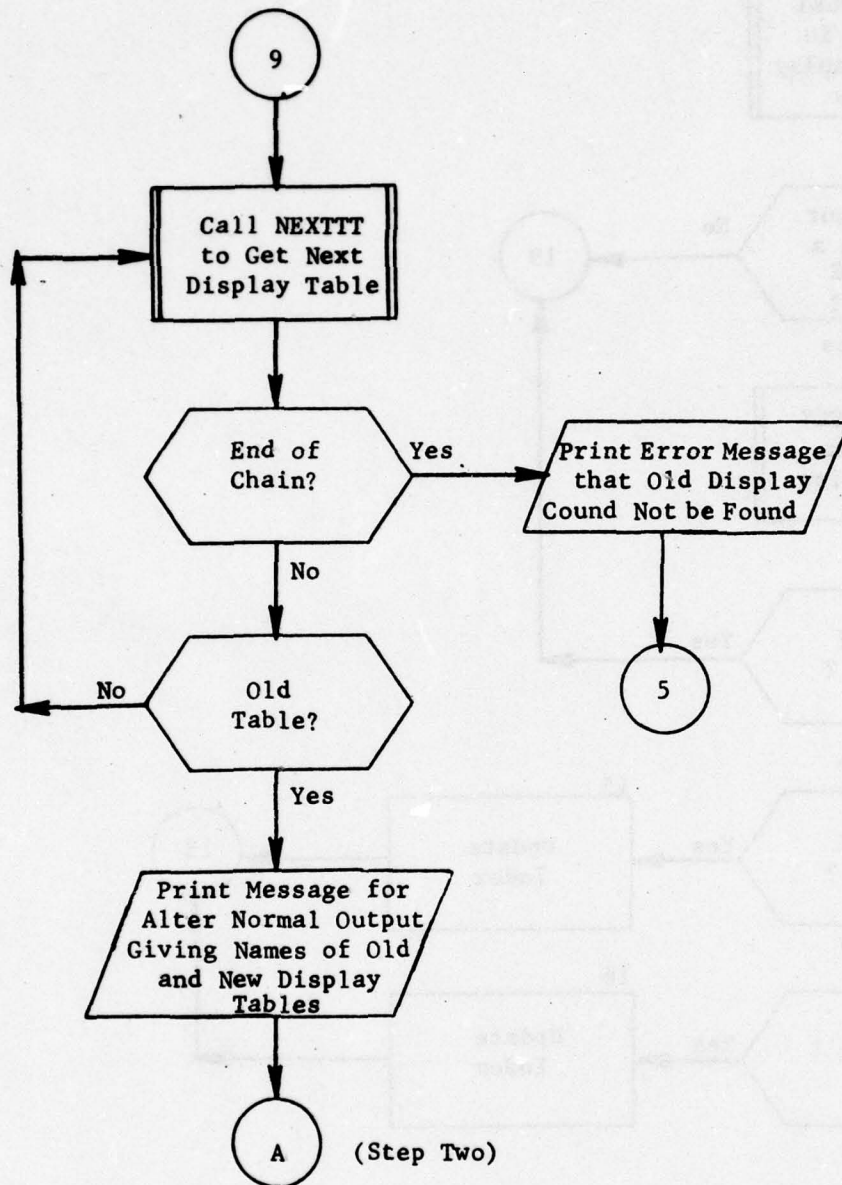 9
Call NEXTTT
to Get Next
Display Table
End of
Chain?
Yes
Print Error Message
that Old Display
Cound Not be Found
No
5
Old
Table?
No
Yes
Print Message for
Alter Normal Output
Giving Names of Old
and New Display
Tables
A
(Step Two)